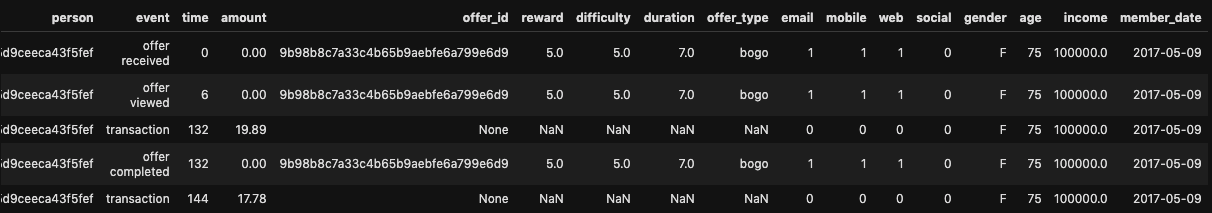 person event time amount offer_id reward difficulty duration offer_type email mobile web social gender age income member_date
5d9ceeca43f5fef offer received 0 0.00 9b98b8c7a33c4b65b9aebfe6a799e6d9 5.0 5.0 7.0 bogo 1 1 1 0 F 75 100000.0 2017-05-09
5d9ceeca43f5fef offer viewed 6 0.00 9b98b8c7a33c4b65b9aebfe6a799e6d9 5.0 5.0 7.0 bogo 1 1 1 0 F 75 100000.0 2017-05-09
5d9ceeca43f5fef transaction 132 19.89 None NaN NaN NaN NaN 0 0 0 0 F 75 100000.0 2017-05-09
5d9ceeca43f5fef offer completed 132 0.00 9b98b8c7a33c4b65b9aebfe6a799e6d9 5.0 5.0 7.0 bogo 1 1 1 0 F 75 100000.0 2017-05-09
5d9ceeca43f5fef transaction 144 17.78 None NaN NaN NaN NaN 0 0 0 0 F 75 100000.0 2017-05-09